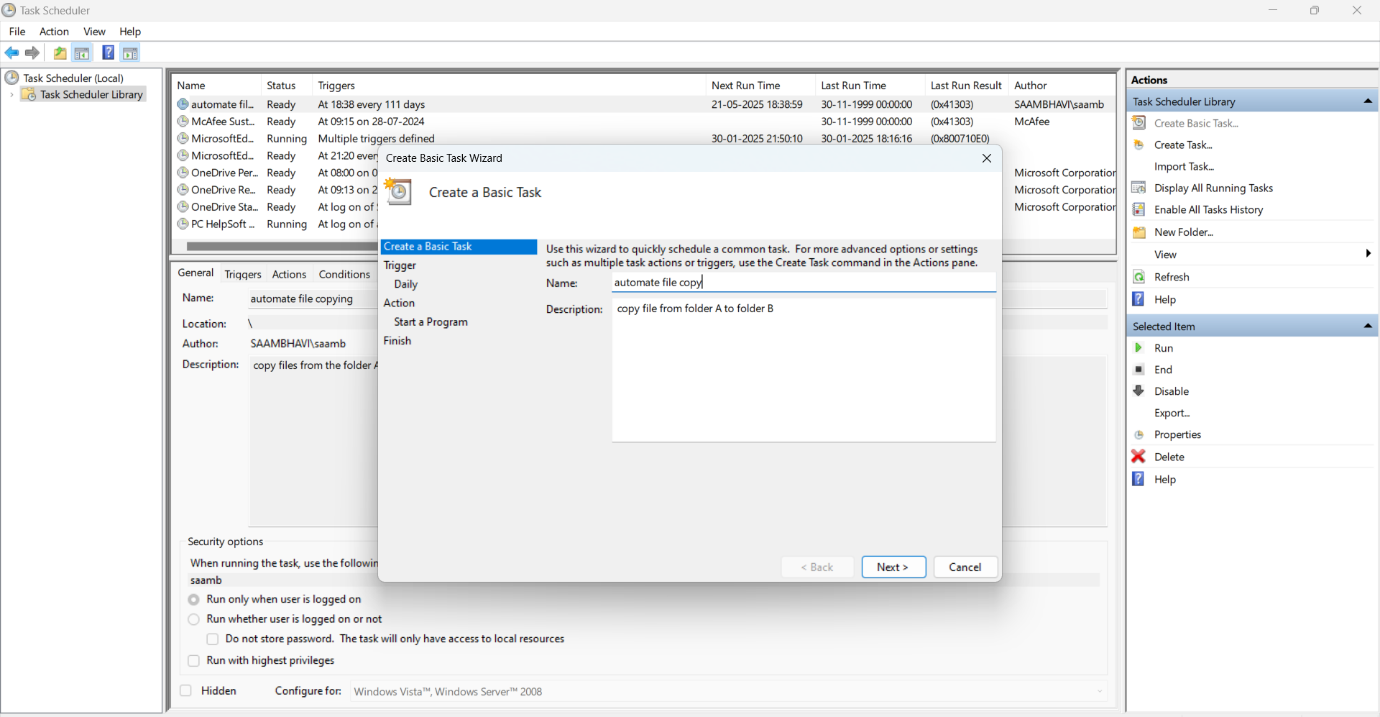 Task Scheduler
File Action View Help
Task Scheduler (Local)
Task Scheduler Library
Name Status Triggers Next Run Time Last Run Time Last Run Result Author
automate fil... Ready At 18:38 every 111 days 21-05-2025 18:38:59 30-11-1999 00:00:00 (0x41303) SAAMBHAVI\saamb
McAfee Sust... Ready At 09:15 on 28-07-2024 30-11-1999 00:00:00 (0x41303) McAfee
MicrosoftEd... Running Multiple triggers defined 30-01-2025 21:50:10 30-01-2025 18:16:16 (0x800710E0)
MicrosoftEd... Ready At 21:20 every
OneDrive Per... Ready At 08:00 on 0 Microsoft Corporation
OneDrive Re... Ready At 09:13 on 2 Microsoft Corporation
OneDrive Sta... Ready At log on of Microsoft Corporation
PC HelpSoft ... Running At log on of
General Triggers Actions Conditions
Name: automate file copying
Location: \
Author: SAAMBHAVI\saamb
Description: copy files from the folder A
Security options
When running the task, use the followin
saamb
Run only when user is logged on
Run whether user is logged on or not
Do not store password. The task will only have access to local resources
Run with highest privileges
Hidden Configure for: Windows Vista™, Windows Server™ 2008
Create Basic Task Wizard
Create a Basic Task
Create a Basic Task
Trigger
Daily
Action
Start a Program
Finish
Use this wizard to quickly schedule a common task. For more advanced options or settings
such as multiple task actions or triggers, use the Create Task command in the Actions pane.
Name: automate file copy
Description: copy file from folder A to folder B
< Back Next > Cancel
Actions
Task Scheduler Library
Create Basic Task...
Create Task...
Import Task...
Display All Running Tasks
Enable All Tasks History
New Folder...
View
Refresh
Help
Selected Item
Run
End
Disable
Export...
Properties
Delete
Help